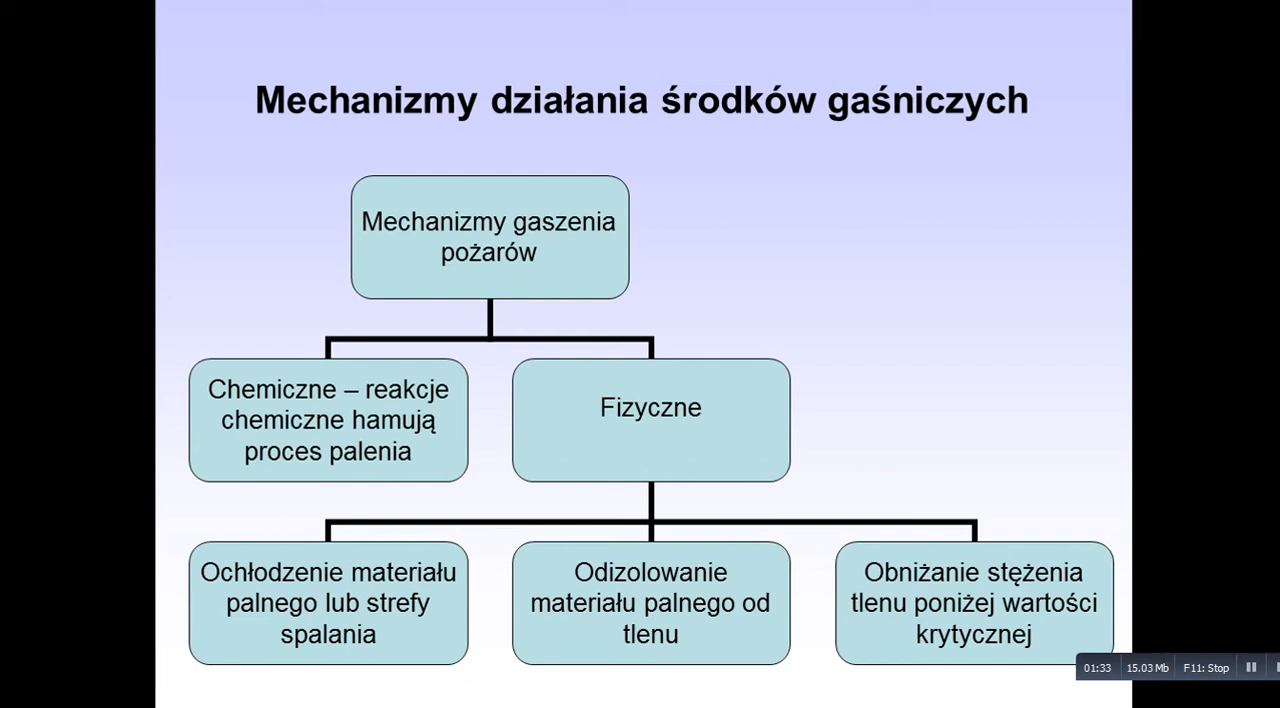 Mechanizmy działania środków gaśniczych
Mechanizmy gaszenia
pożarów
Chemiczne – reakcje
chemiczne hamują
proces palenia
Fizyczne
Ochłodzenie materiału
palnego lub strefy
spalania
Odizolowanie
materiału palnego od
tlenu
Obniżanie stężenia
tlenu poniżej wartości
krytycznej
01:33 15.03 Mb F11: Stop